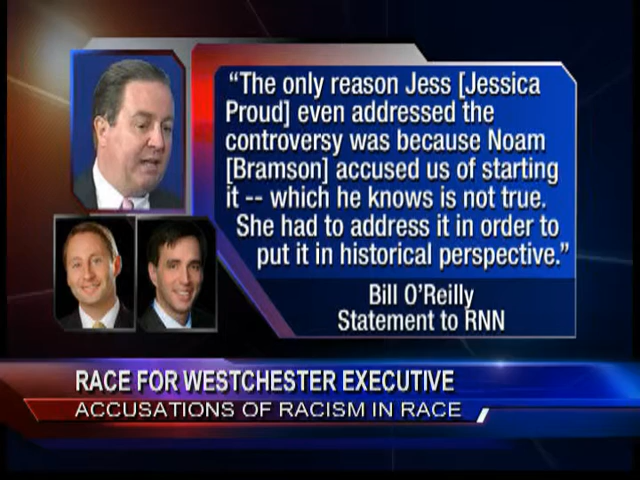 “The only reason Jess [Jessica
Proud] even addressed the
controversy was because Noam
[Bramson] accused us of starting
it -- which he knows is not true.
She had to address it in order to
put it in historical perspective.”
Bill O’Reilly
Statement to RNN
RACE FOR WESTCHESTER EXECUTIVE
ACCUSATIONS OF RACISM IN RACE